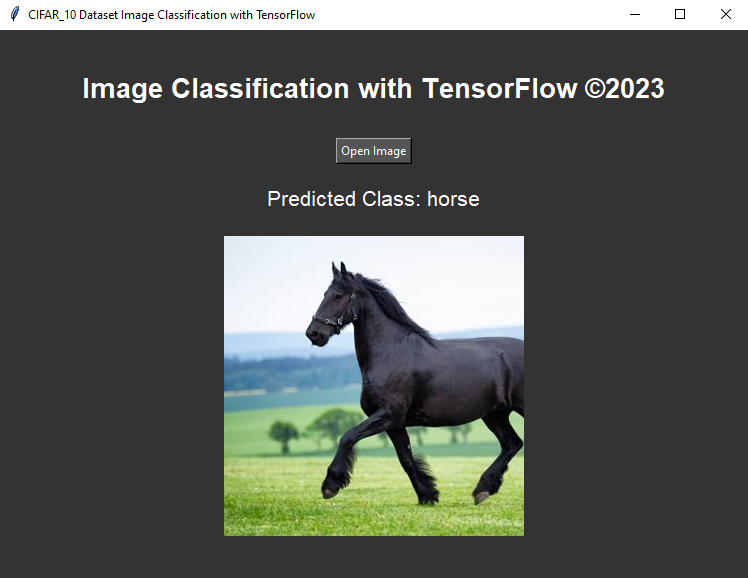 CIFAR_10 Dataset Image Classification with TensorFlow
Image Classification with TensorFlow ©2023
Open Image
Predicted Class: horse